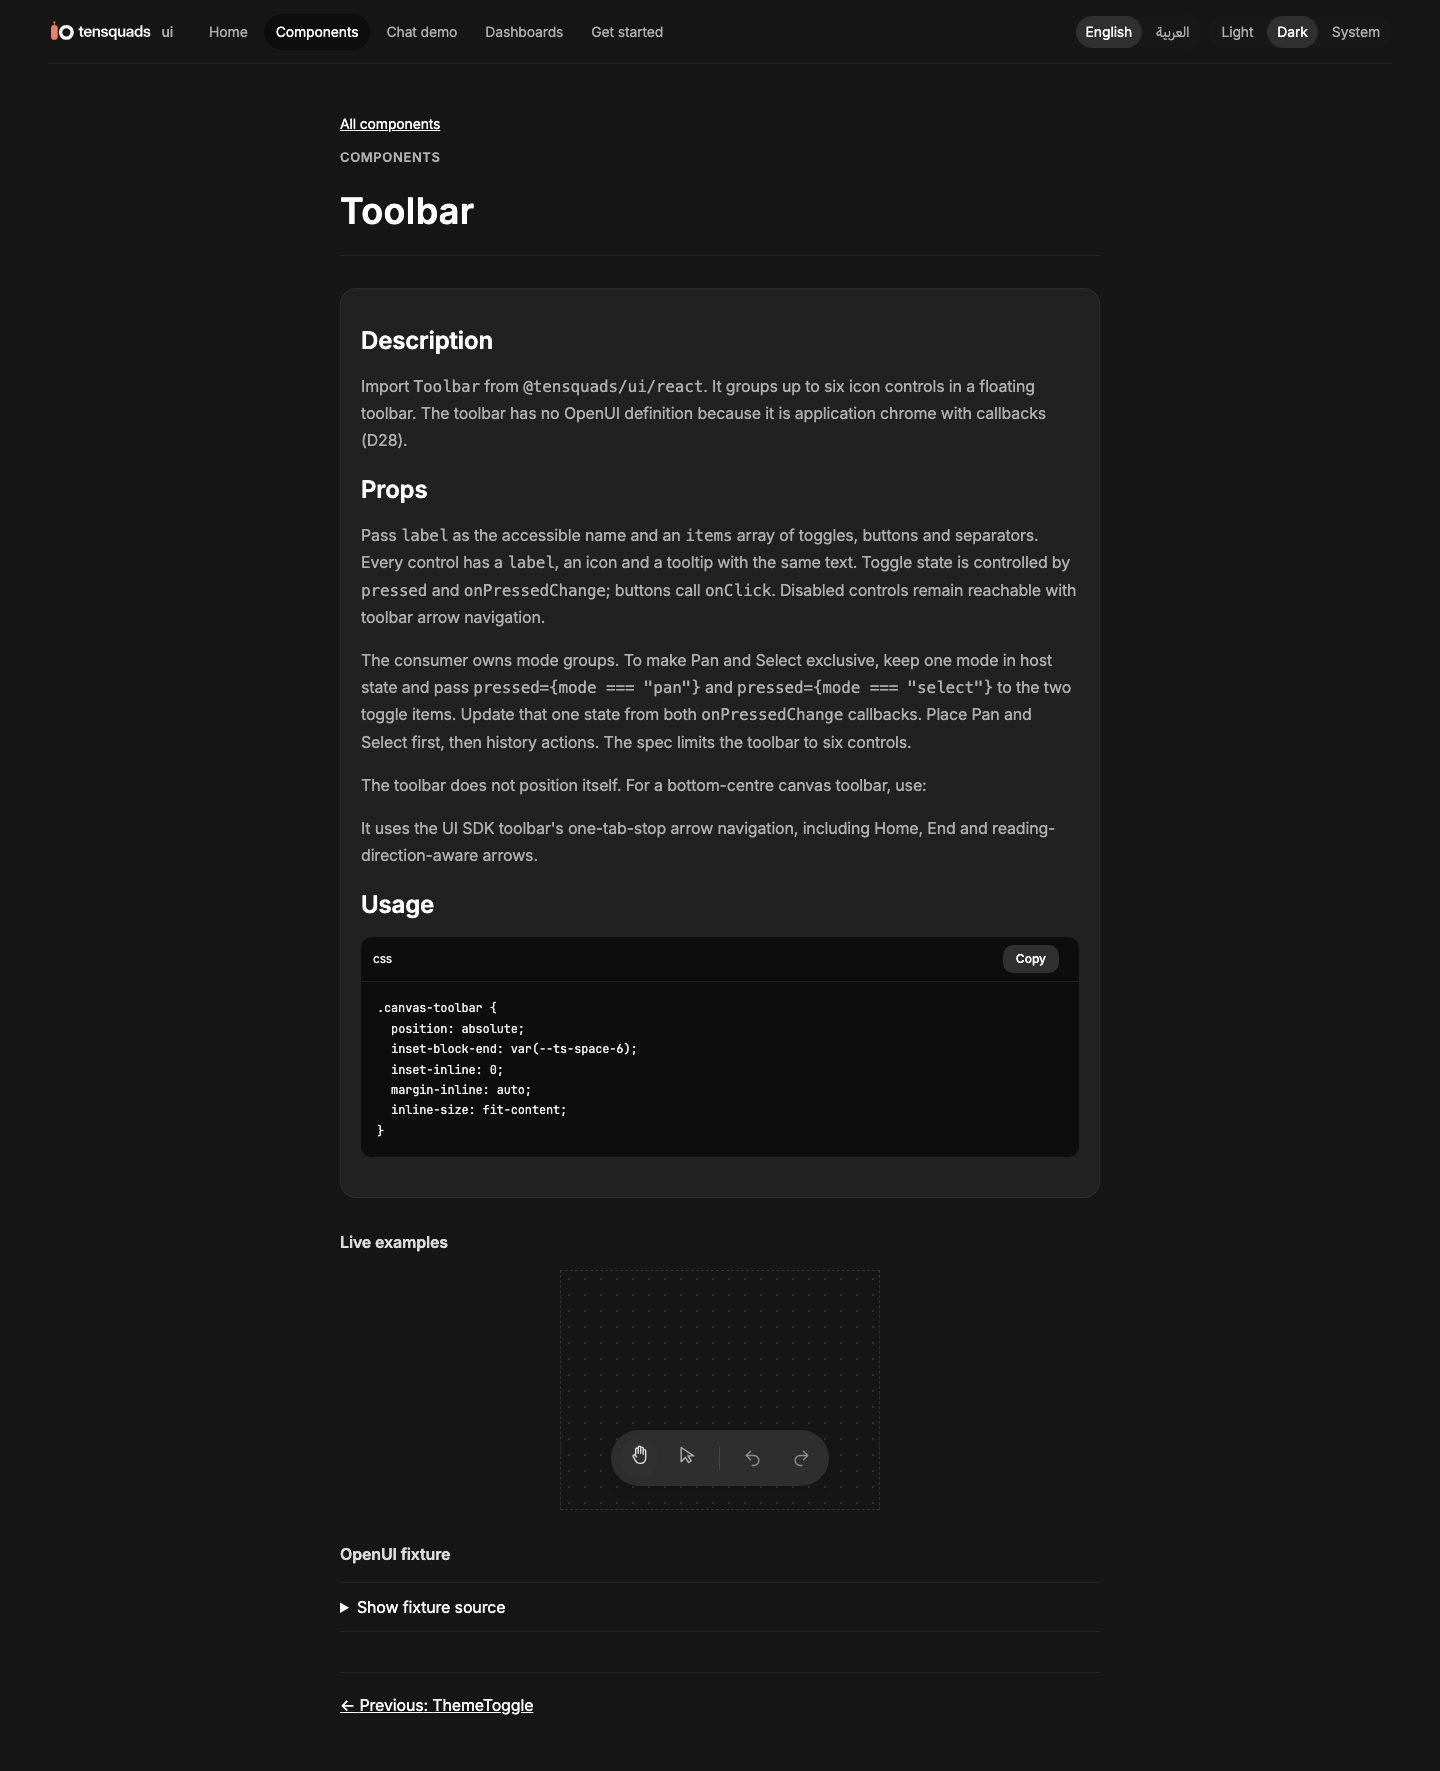 tensquads ui
Home
Components
Chat demo
Dashboards
Get started
English
العربية
Light
Dark
System
All components
COMPONENTS
Toolbar
Description
Import Toolbar from @tensquads/ui/react. It groups up to six icon controls in a floating
toolbar. The toolbar has no OpenUI definition because it is application chrome with callbacks
(D28).
Props
Pass label as the accessible name and an items array of toggles, buttons and separators.
Every control has a label, an icon and a tooltip with the same text. Toggle state is controlled by
pressed and onPressedChange; buttons call onClick. Disabled controls remain reachable with
toolbar arrow navigation.
The consumer owns mode groups. To make Pan and Select exclusive, keep one mode in host
state and pass pressed={mode === "pan"} and pressed={mode === "select"} to the two
toggle items. Update that one state from both onPressedChange callbacks. Place Pan and
Select first, then history actions. The spec limits the toolbar to six controls.
The toolbar does not position itself. For a bottom-centre canvas toolbar, use:
It uses the UI SDK toolbar's one-tab-stop arrow navigation, including Home, End and reading-
direction-aware arrows.
Usage
css
Copy
.canvas-toolbar {
  position: absolute;
  inset-block-end: var(--ts-space-6);
  inset-inline: 0;
  margin-inline: auto;
  inline-size: fit-content;
}
Live examples
OpenUI fixture
▶ Show fixture source
← Previous: ThemeToggle